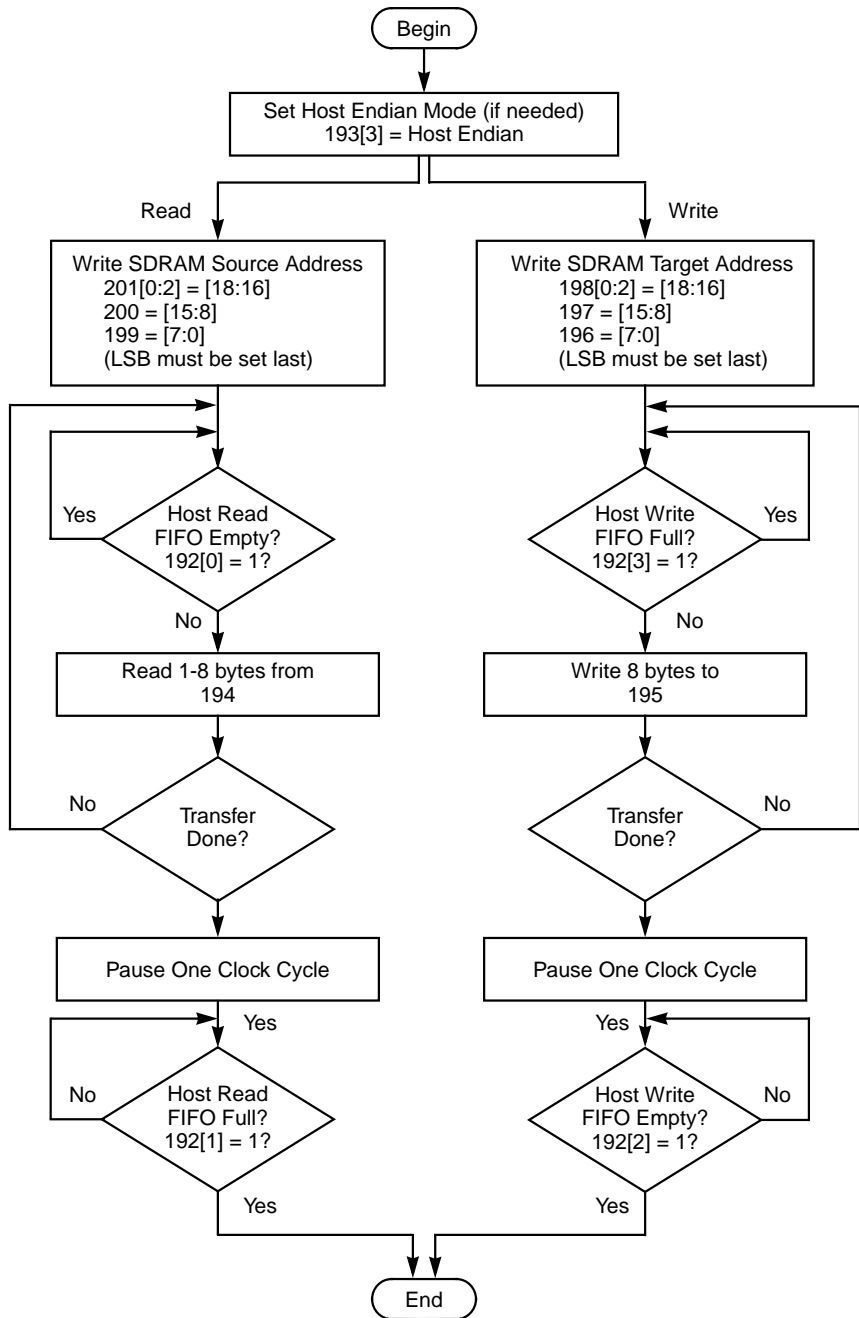 Begin
Set Host Endian Mode (if needed)
193[3] = Host Endian
Read
Write
Write SDRAM Source Address
201[0:2] = [18:16]
200 = [15:8]
199 = [7:0]
(LSB must be set last)
Write SDRAM Target Address
198[0:2] = [18:16]
197 = [15:8]
196 = [7:0]
(LSB must be set last)
Yes
Host Read
FIFO Empty?
192[0] = 1?
No
Host Write
FIFO Full?
192[3] = 1?
Yes
No
Read 1-8 bytes from
194
Write 8 bytes to
195
No
Transfer
Done?
Transfer
Done?
No
Pause One Clock Cycle
Pause One Clock Cycle
Yes
Yes
No
Host Read
FIFO Full?
192[1] = 1?
Host Write
FIFO Empty?
192[2] = 1?
No
Yes
Yes
End